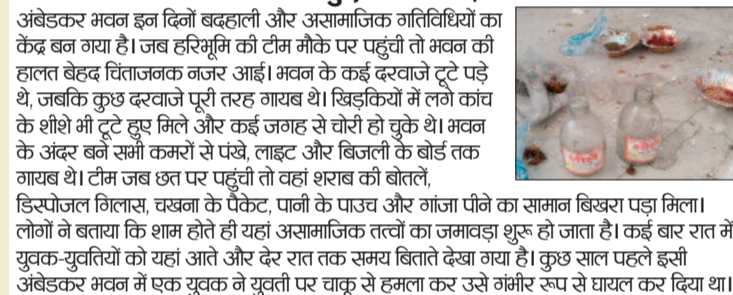 अंबेडकर भवन इन दिनों बदहाली और असामाजिक गतिविधियों का
केंद्र बन गया है। जब हरिभूमि की टीम मौके पर पहुंची तो भवन की
हालत बेहद चिंताजनक नजर आई। भवन के कई दरवाजे टूटे पड़े
थे, जबकि कुछ दरवाजे पूरी तरह गायब थे। खिड़कियों में लगे कांच
के शीशे भी टूटे हुए मिले और कई जगह से चोरी हो चुके थे। भवन
के अंदर बने सभी कमरों से पंखे, लाइट और बिजली के बोर्ड तक
गायब थे। टीम जब छत पर पहुंची तो वहां शराब की बोतलें,
डिस्पोजल गिलास, चखना के पैकेट, पानी के पाउच और गांजा पीने का सामान बिखरा पड़ा मिला।
लोगों ने बताया कि शाम होते ही यहां असामाजिक तत्वों का जमावड़ा शुरू हो जाता है। कई बार रात में
युवक-युवतियों को यहां आते और देर रात तक समय बिताते देखा गया है। कुछ साल पहले इसी
अंबेडकर भवन में एक युवक ने युवती पर चाकू से हमला कर उसे गंभीर रूप से घायल कर दिया था।